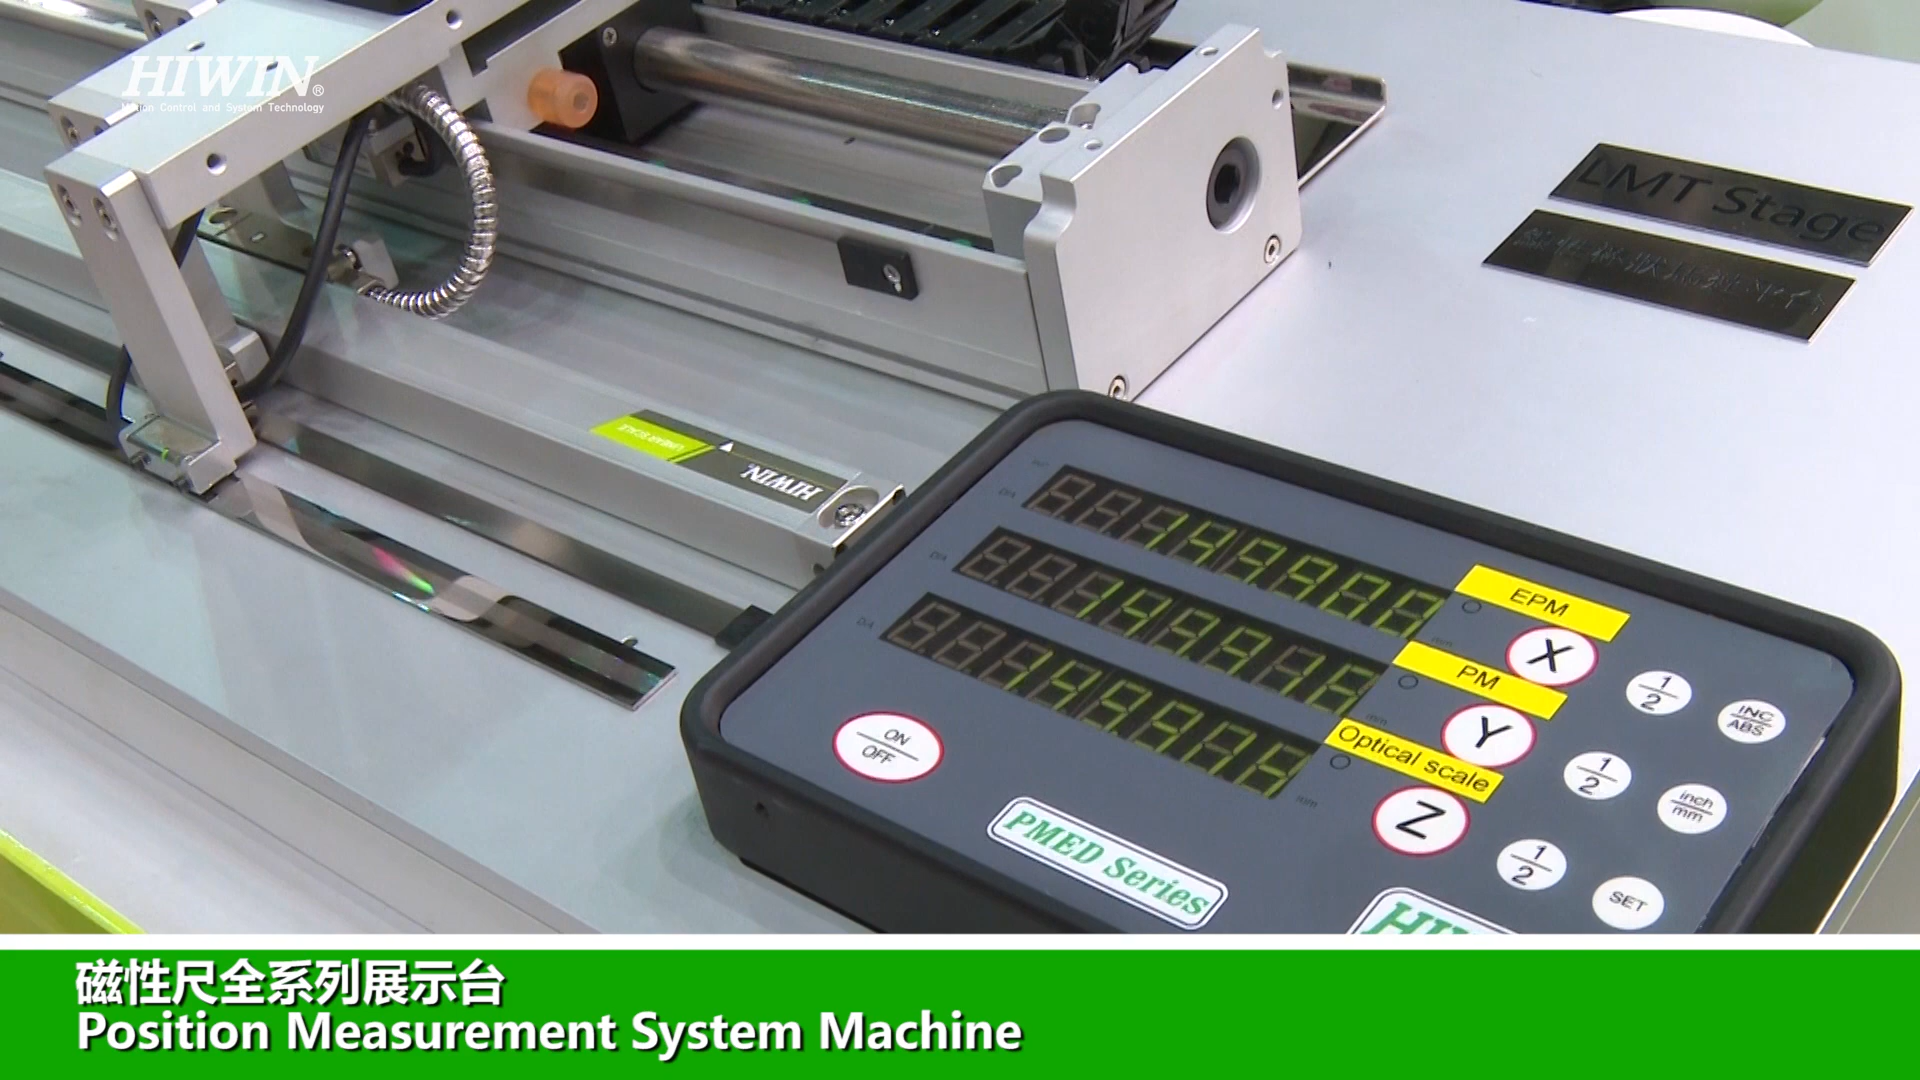 HIWIN®
Motion Control and System Technology
LMT Stage
LINEAR SCALE
HIWIN®
EPM
X
PM
Y
Optical scale
Z
1/2
INC/ABS
1/2
inch/mm
1/2
SET
ON/OFF
PMED Series
磁性尺全系列展示台
Position Measurement System Machine